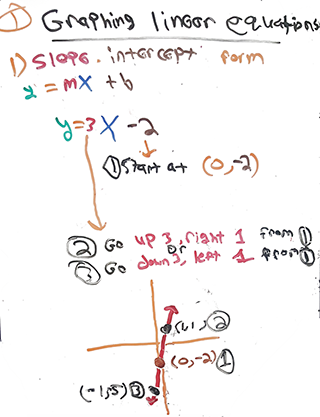 ① Graphing linear equations
1) Slope-intercept form
y = mx + b
y = 3x - 2
① Start at (0,-2)
② Go up 3, right 1 from ①
or
③ Go down 3, left 1 from ①
(1,1) ②
(0,-2) ①
(-1,-5) ③